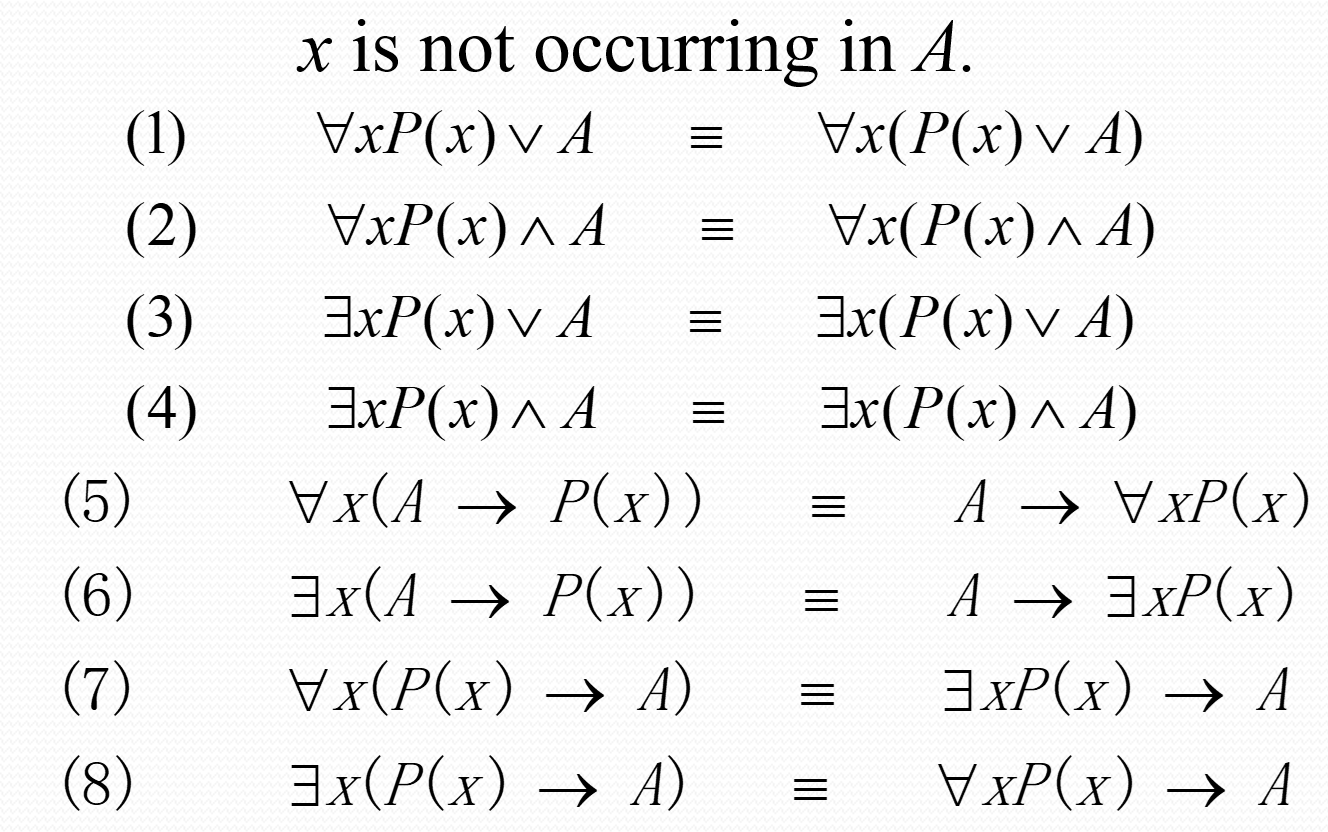 x is not occurring in A.
(1) ∀xP(x) ∨ A ≡ ∀x(P(x) ∨ A)
(2) ∀xP(x) ∧ A ≡ ∀x(P(x) ∧ A)
(3) ∃xP(x) ∨ A ≡ ∃x(P(x) ∨ A)
(4) ∃xP(x) ∧ A ≡ ∃x(P(x) ∧ A)
(5) ∀x(A → P(x)) ≡ A → ∀xP(x)
(6) ∃x(A → P(x)) ≡ A → ∃xP(x)
(7) ∀x(P(x) → A) ≡ ∃xP(x) → A
(8) ∃x(P(x) → A) ≡ ∀xP(x) → A